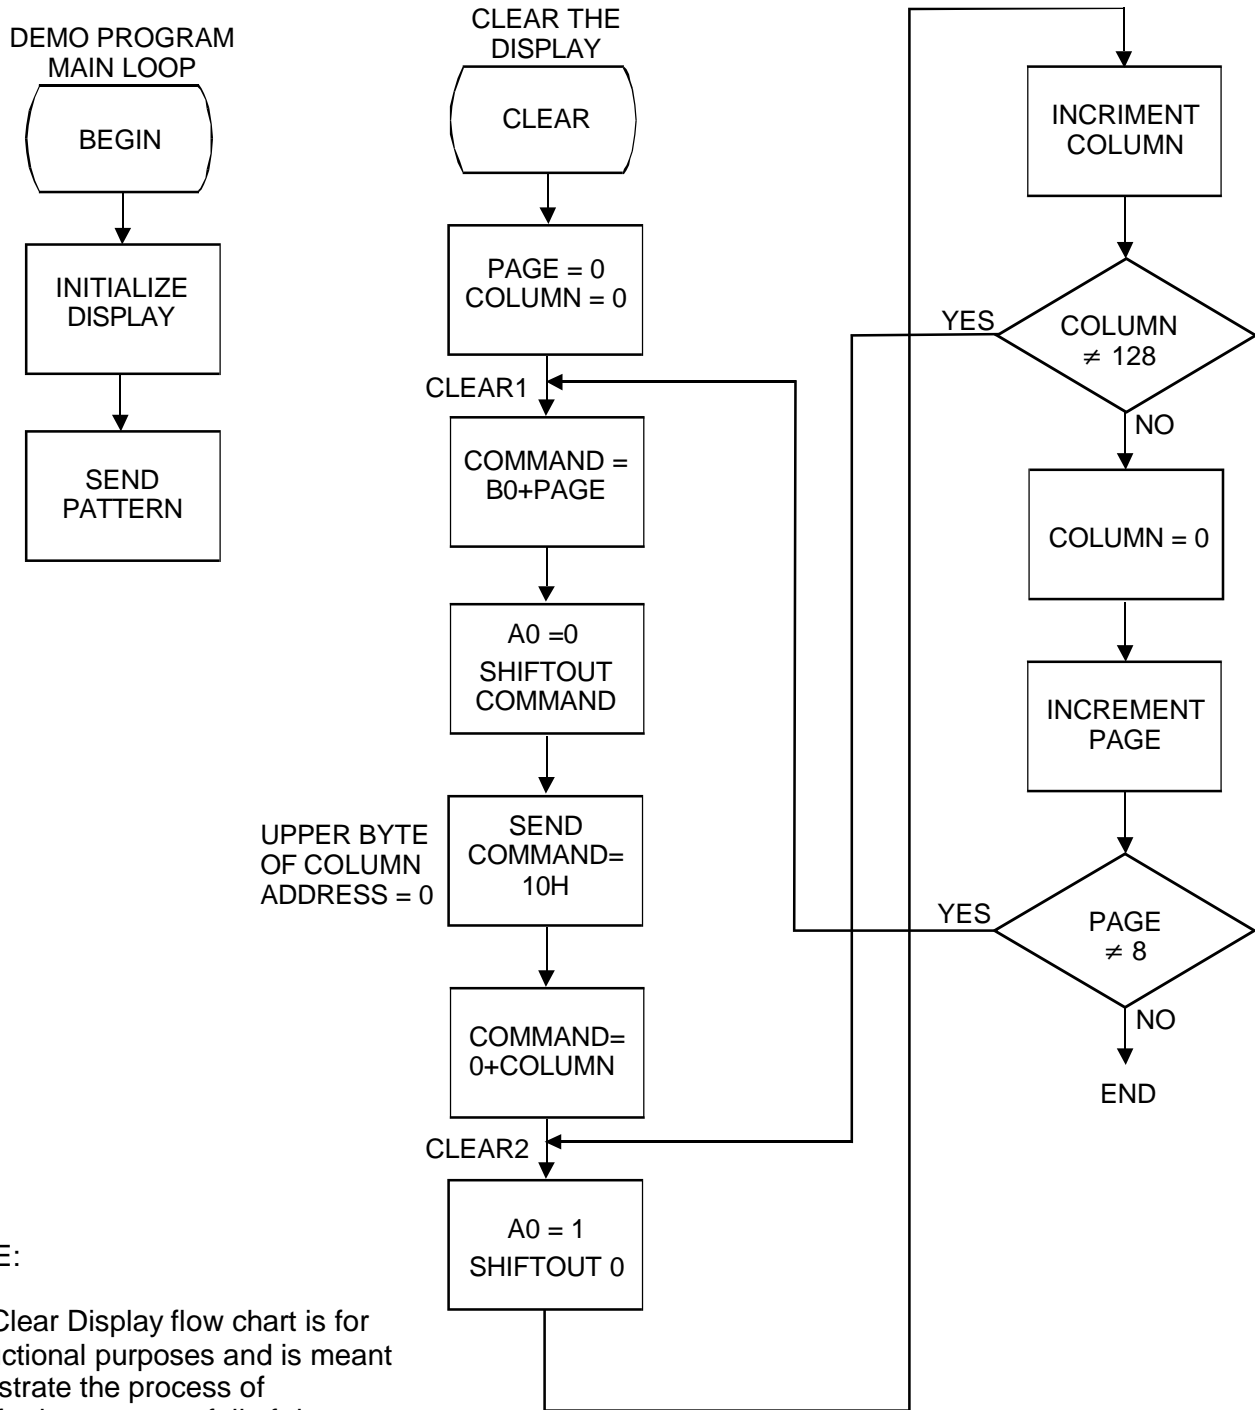 DEMO PROGRAM
MAIN LOOP
BEGIN
INITIALIZE
DISPLAY
SEND
PATTERN
CLEAR THE
DISPLAY
CLEAR
PAGE = 0
COLUMN = 0
CLEAR1
COMMAND =
B0+PAGE
A0 =0
SHIFTOUT
COMMAND
UPPER BYTE
OF COLUMN
ADDRESS = 0
SEND
COMMAND=
10H
COMMAND=
0+COLUMN
CLEAR2
A0 = 1
SHIFTOUT 0
INCRIMENT
COLUMN
YES
COLUMN
≠ 128
NO
COLUMN = 0
INCREMENT
PAGE
YES
PAGE
≠ 8
NO
END
E:
Clear Display flow chart is for
ctional purposes and is meant
strate the process of